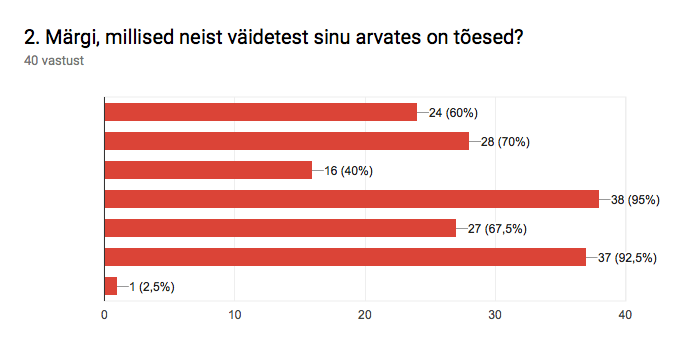 2. Märgi, millised neist väidetest sinu arvates on tõesed?
40 vastust
24 (60%)
28 (70%)
16 (40%)
38 (95%)
27 (67,5%)
37 (92,5%)
1 (2,5%)
0 10 20 30 40